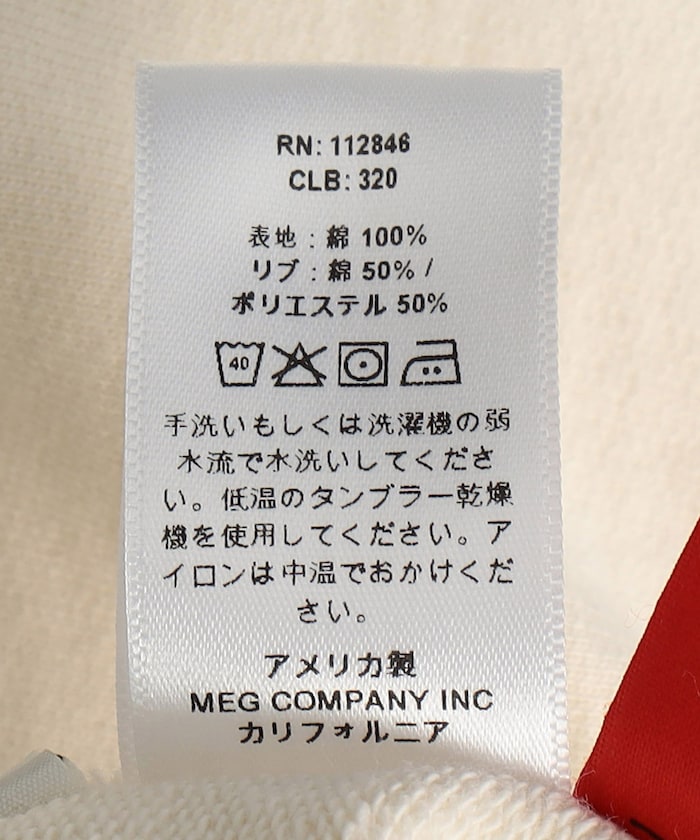 RN: 112846
CLB: 320
表地 : 綿 100%
リブ : 綿 50% /
ポリエステル 50%
40
手洗いもしくは洗濯機の弱
水流で水洗いしてくださ
い。低温のタンブラー乾燥
機を使用してください。ア
イロンは中温でおかけくだ
さい。
アメリカ製
MEG COMPANY INC
カリフォルニア